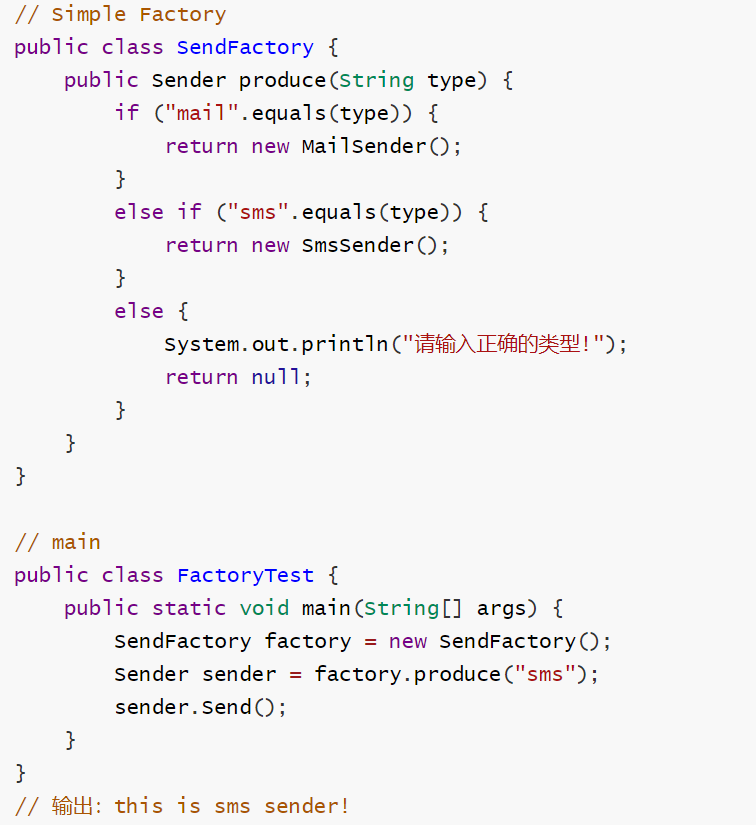 // Simple Factory
public class SendFactory {
    public Sender produce(String type) {
        if ("mail".equals(type)) {
            return new MailSender();
        }
        else if ("sms".equals(type)) {
            return new SmsSender();
        }
        else {
            System.out.println("请输入正确的类型!");
            return null;
        }
    }
}

// main
public class FactoryTest {
    public static void main(String[] args) {
        SendFactory factory = new SendFactory();
        Sender sender = factory.produce("sms");
        sender.Send();
    }
}
// 输出: this is sms sender!